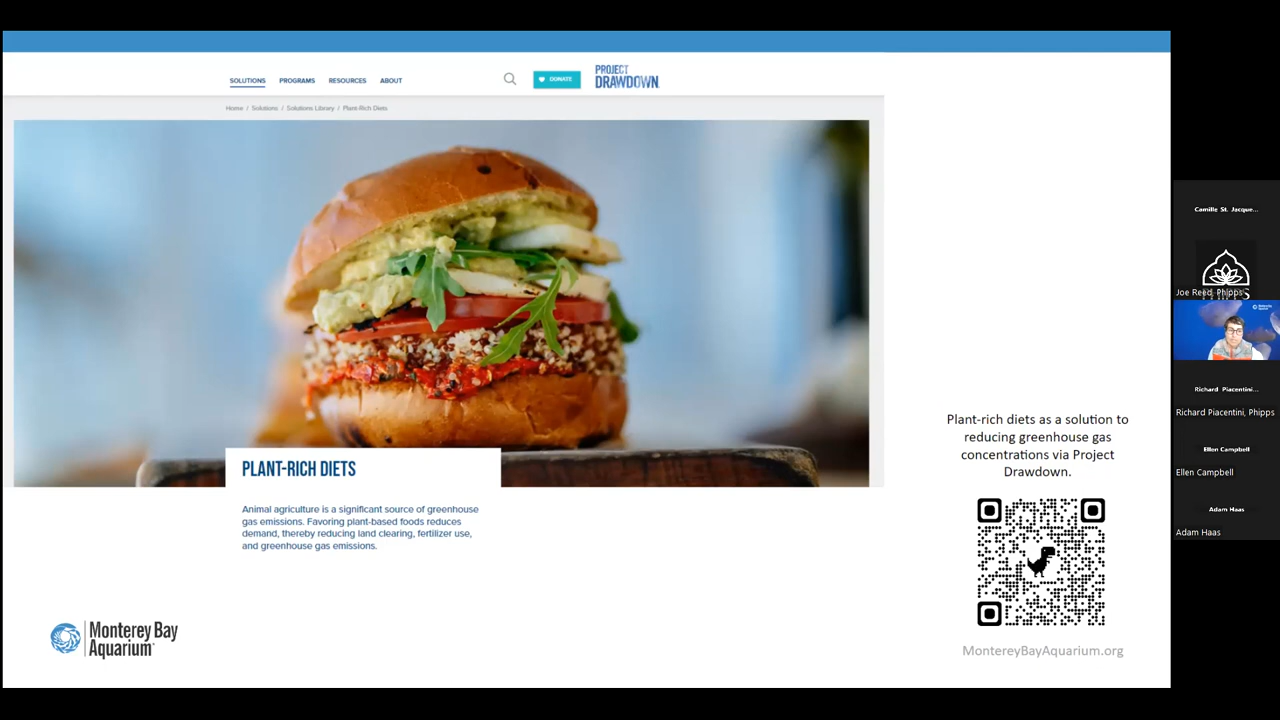 SOLUTIONS PROGRAMS RESOURCES ABOUT
DONATE
PROJECT
DRAWDOWN
Home / Solutions / Solutions Library / Plant-Rich Diets
PLANT-RICH DIETS
Animal agriculture is a significant source of greenhouse
gas emissions. Favoring plant-based foods reduces
demand, thereby reducing land clearing, fertilizer use,
and greenhouse gas emissions.
Monterey Bay
Aquarium
Plant-rich diets as a solution to
reducing greenhouse gas
concentrations via Project
Drawdown.
MontereyBayAquarium.org
Camille St. Jacque...
PHIPPS
Joe Reed, Phipps
Richard Piacentini...
Richard Piacentini, Phipps
Ellen Campbell
Ellen Campbell
Adam Haas
Adam Haas